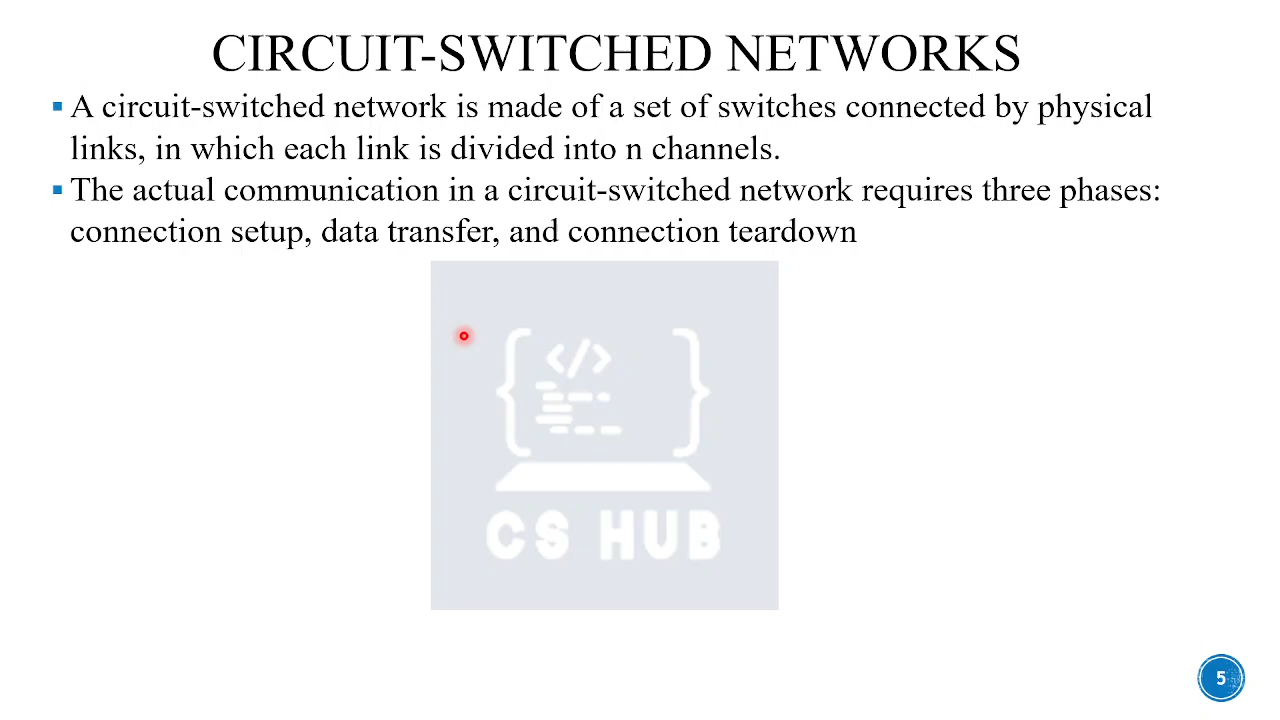 CIRCUIT-SWITCHED NETWORKS
▪ A circuit-switched network is made of a set of switches connected by physical
links, in which each link is divided into n channels.
▪ The actual communication in a circuit-switched network requires three phases:
connection setup, data transfer, and connection teardown
</>
CS HUB
5